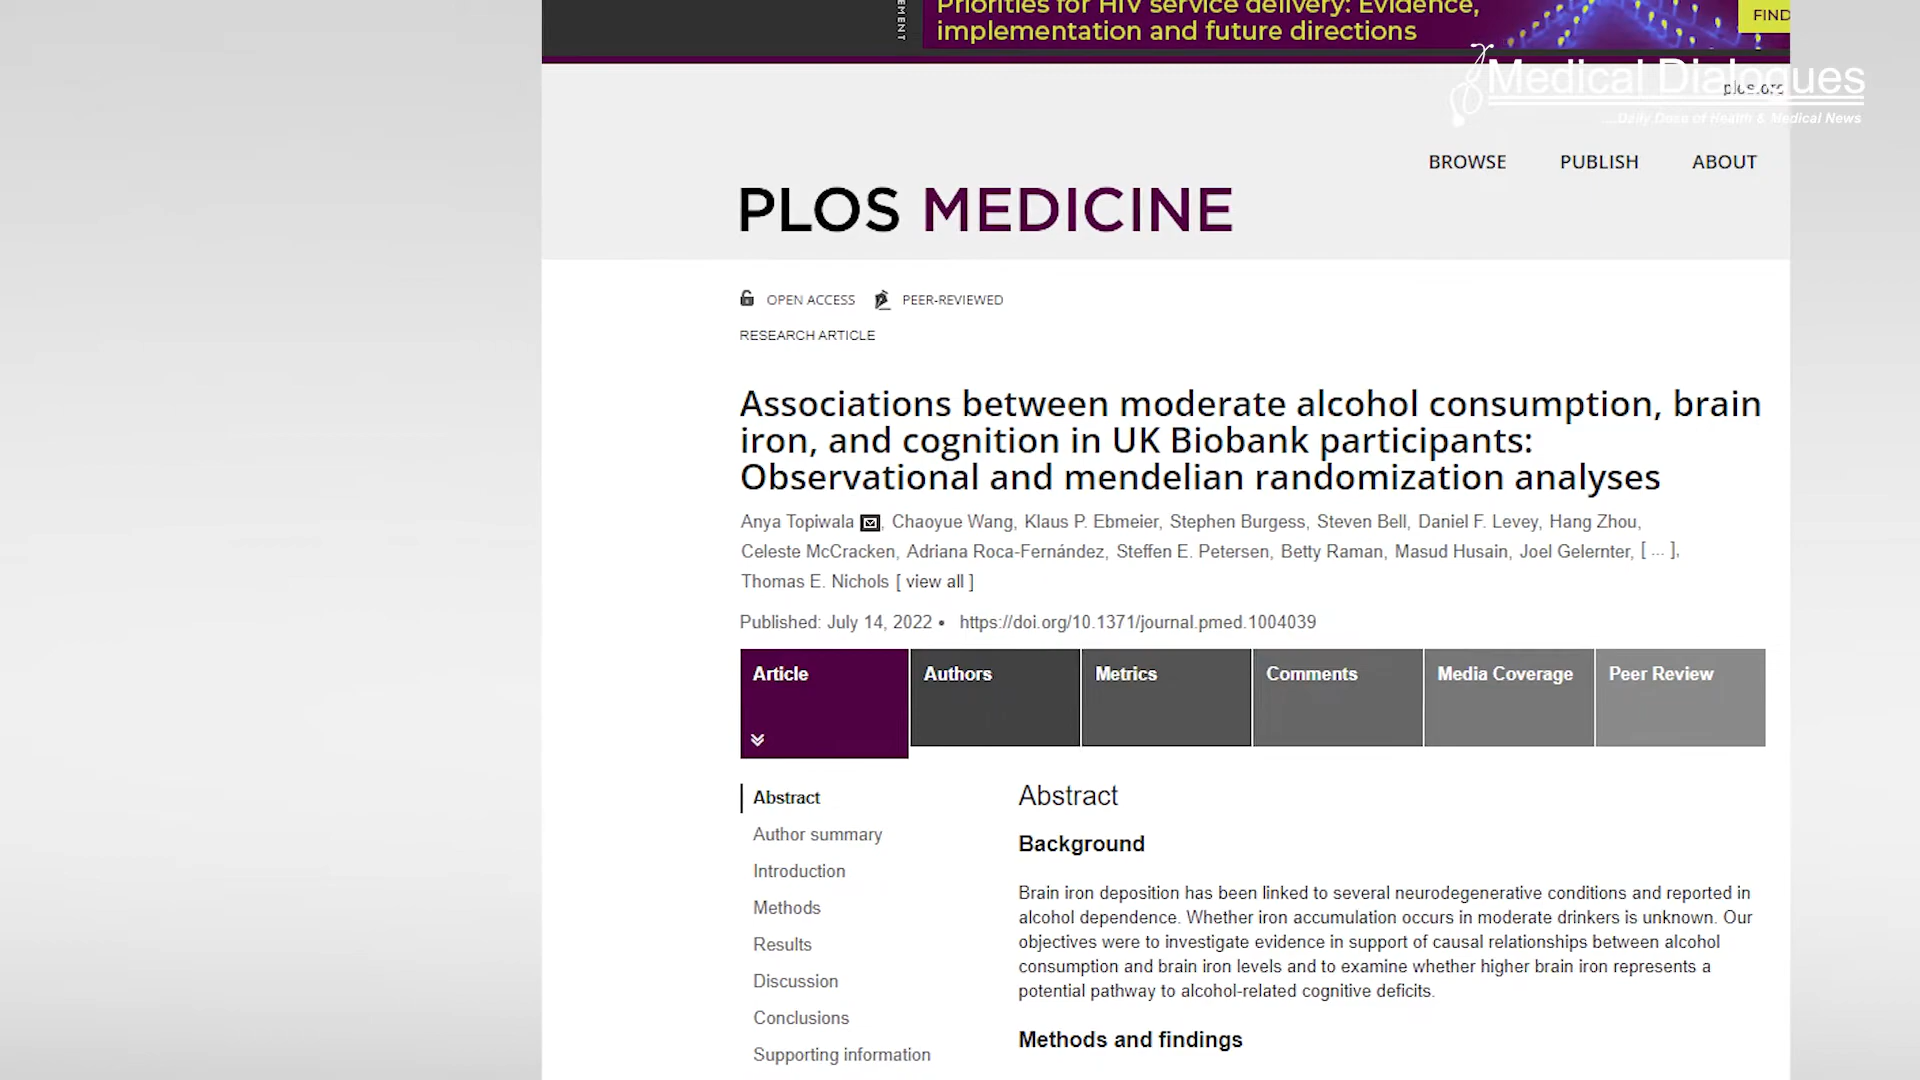 Priorities for HIV service delivery: Evidence,
implementation and future directions
FIND
Medical Dialogues
...Daily Dose of Health & Medical News
plos.org
BROWSE PUBLISH ABOUT
PLOS MEDICINE
OPEN ACCESS PEER-REVIEWED
RESEARCH ARTICLE
Associations between moderate alcohol consumption, brain
iron, and cognition in UK Biobank participants:
Observational and mendelian randomization analyses
Anya Topiwala, Chaoyue Wang, Klaus P. Ebmeier, Stephen Burgess, Steven Bell, Daniel F. Levey, Hang Zhou,
Celeste McCracken, Adriana Roca-Fernández, Steffen E. Petersen, Betty Raman, Masud Husain, Joel Gelernter, [ ... ],
Thomas E. Nichols [ view all ]
Published: July 14, 2022 • https://doi.org/10.1371/journal.pmed.1004039
Article Authors Metrics Comments Media Coverage Peer Review
Abstract
Author summary
Introduction
Methods
Results
Discussion
Conclusions
Supporting information
Abstract
Background
Brain iron deposition has been linked to several neurodegenerative conditions and reported in
alcohol dependence. Whether iron accumulation occurs in moderate drinkers is unknown. Our
objectives were to investigate evidence in support of causal relationships between alcohol
consumption and brain iron levels and to examine whether higher brain iron represents a
potential pathway to alcohol-related cognitive deficits.
Methods and findings